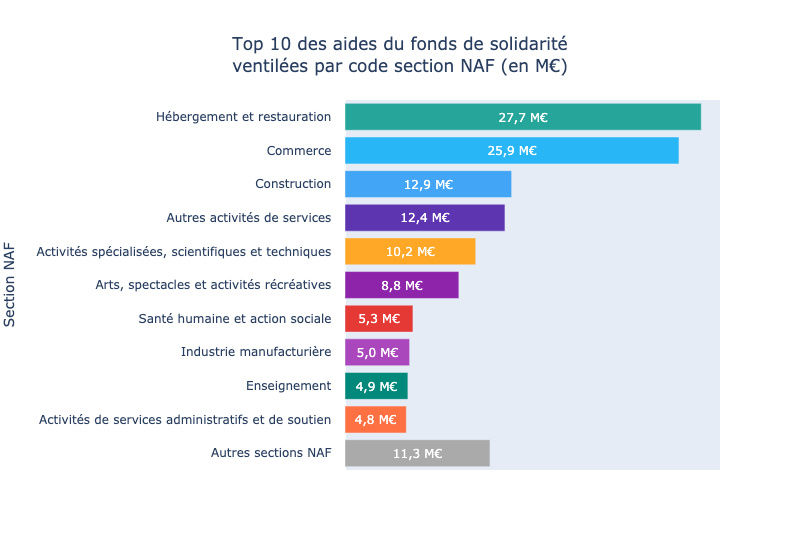 Top 10 des aides du fonds de solidarité
ventilées par code section NAF (en M€)
Section NAF
Hébergement et restauration 27,7 M€
Commerce 25,9 M€
Construction 12,9 M€
Autres activités de services 12,4 M€
Activités spécialisées, scientifiques et techniques 10,2 M€
Arts, spectacles et activités récréatives 8,8 M€
Santé humaine et action sociale 5,3 M€
Industrie manufacturière 5,0 M€
Enseignement 4,9 M€
Activités de services administratifs et de soutien 4,8 M€
Autres sections NAF 11,3 M€